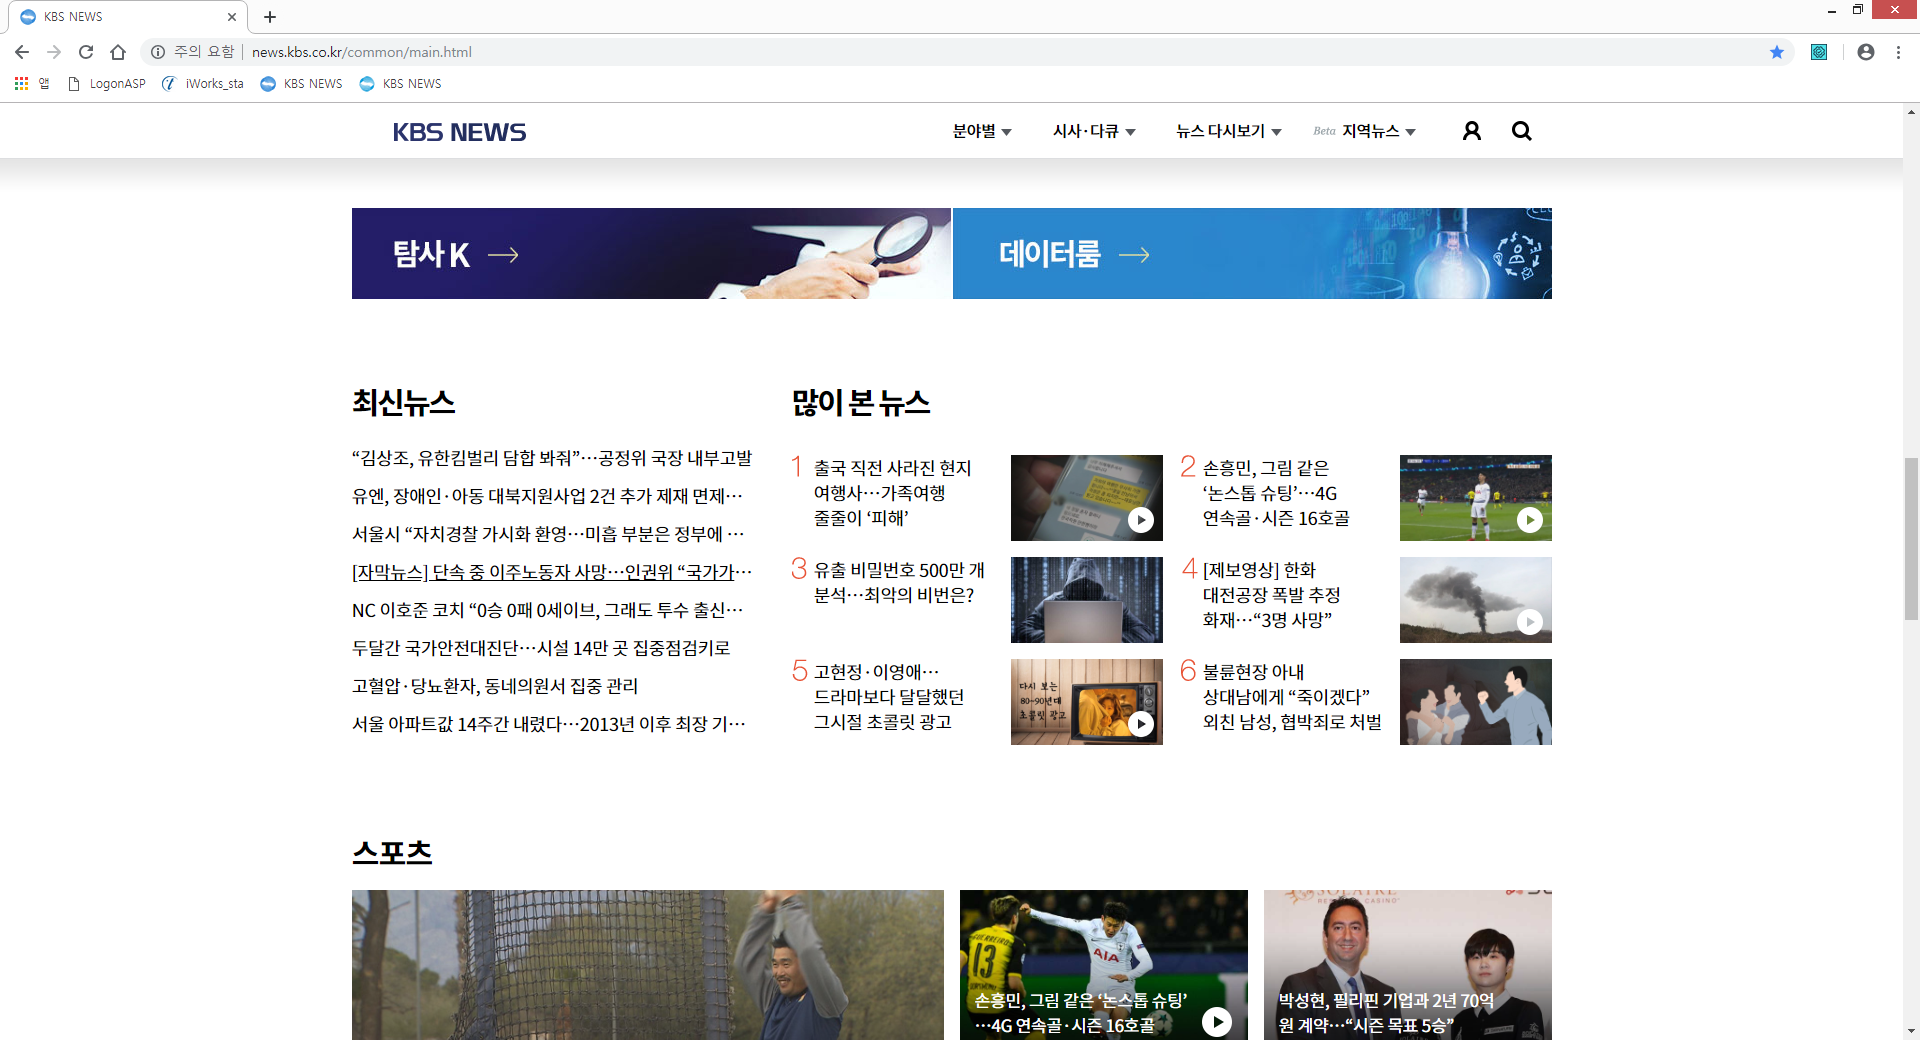 KBS NEWS
주의 요함 | news.kbs.co.kr/common/main.html
앱 LogonASP iWorks_sta KBS NEWS KBS NEWS
KBS NEWS 분야별 시사·다큐 뉴스 다시보기 Beta 지역뉴스
탐사 K → 데이터룸 →
최신뉴스
“김상조, 유한킴벌리 담합 봐줘”…공정위 국장 내부고발
유엔, 장애인·아동 대북지원사업 2건 추가 제재 면제…
서울시 “자치경찰 가시화 환영…미흡 부분은 정부에 …
[자막뉴스] 단속 중 이주노동자 사망…인권위 “국가가…
NC 이호준 코치 “0승 0패 0세이브, 그래도 투수 출신…
두달간 국가안전대진단…시설 14만 곳 집중점검키로
고혈압·당뇨환자, 동네의원서 집중 관리
서울 아파트값 14주간 내렸다…2013년 이후 최장 기…
많이 본 뉴스
1 출국 직전 사라진 현지
여행사…가족여행
줄줄이 ‘피해’
2 손흥민, 그림 같은
‘논스톱 슈팅’…4G
연속골·시즌 16호골
3 유출 비밀번호 500만 개
분석…최악의 비번은?
4 [제보영상] 한화
대전공장 폭발 추정
화재…“3명 사망”
5 고현정·이영애…
드라마보다 달달했던
그시절 초콜릿 광고
다시 보는
80~90년대
초콜릿 광고
6 불륜현장 아내
상대남에게 “죽이겠다”
외친 남성, 협박죄로 처벌
스포츠
GUERREIRO
13
AIA
손흥민, 그림 같은 ‘논스톱 슈팅’
…4G 연속골·시즌 16호골
SOLAIRE
CASINO
박성현, 필리핀 기업과 2년 70억
원 계약…“시즌 목표 5승”